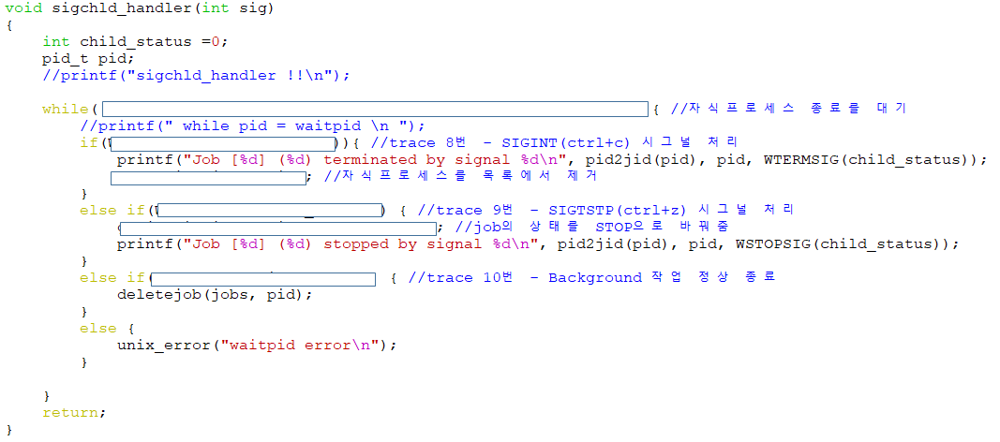 void sigchld_handler(int sig)
{
    int child_status =0;
    pid_t pid;
    //printf("sigchld_handler !!\n");
    while( { //자식프로세스 종료를 대기
        //printf(" while pid = waitpid \n ");
        if( )){ //trace 8번 - SIGINT(ctrl+c) 시그널 처리
            printf("Job [%d] (%d) terminated by signal %d\n", pid2jid(pid), pid, WTERMSIG(child_status));
            ; //자식프로세스를 목록에서 제거
        }
        else if( ) { //trace 9번 - SIGTSTP(ctrl+z) 시그널 처리
            ; //job의 상태를 STOP으로 바꿔줌
            printf("Job [%d] (%d) stopped by signal %d\n", pid2jid(pid), pid, WSTOPSIG(child_status));
        }
        else if( { //trace 10번 - Background 작업 정상 종료
            deletejob(jobs, pid);
        }
        else {
            unix_error("waitpid error\n");
        }
    }
    return;
}